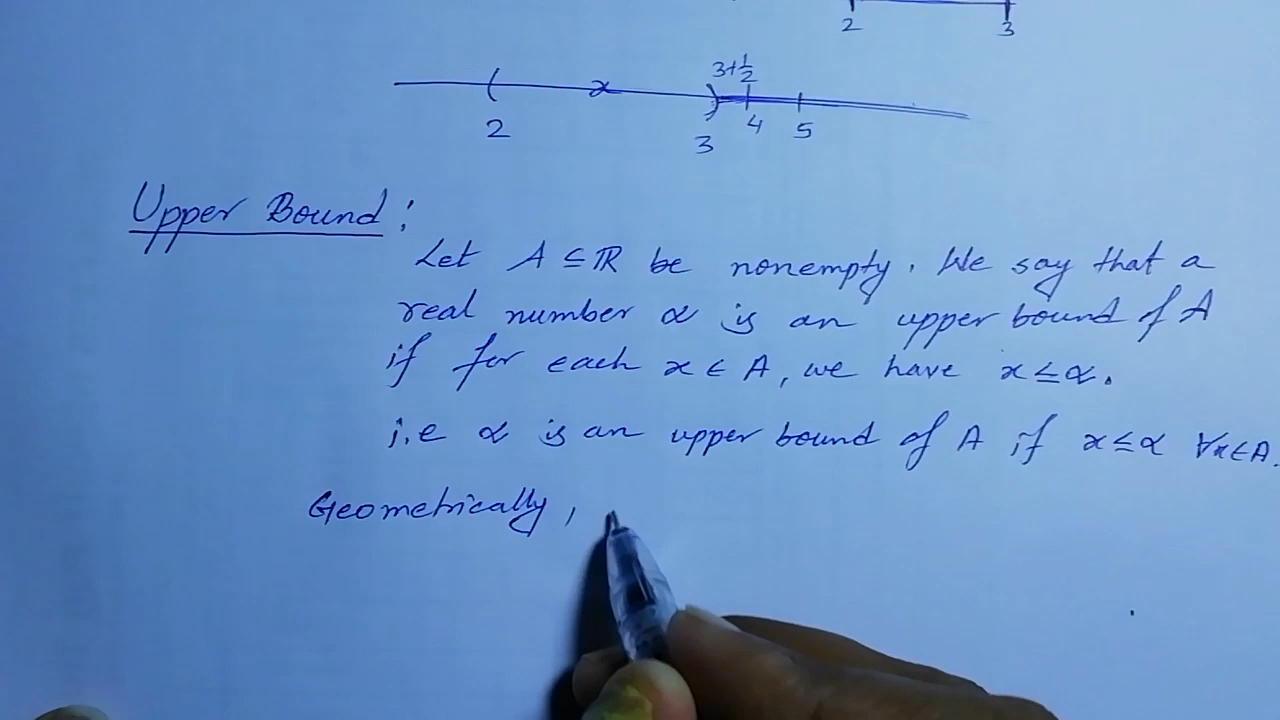 2 3
3+1/2
2 3 4 5
x
Upper Bound:
Let A ⊆ ℝ be nonempty. We say that a
real number α is an upper bound of A
if for each x ∈ A, we have x ≤ α.
i.e α is an upper bound of A if x ≤ α ∀x∈A.
Geometrically,